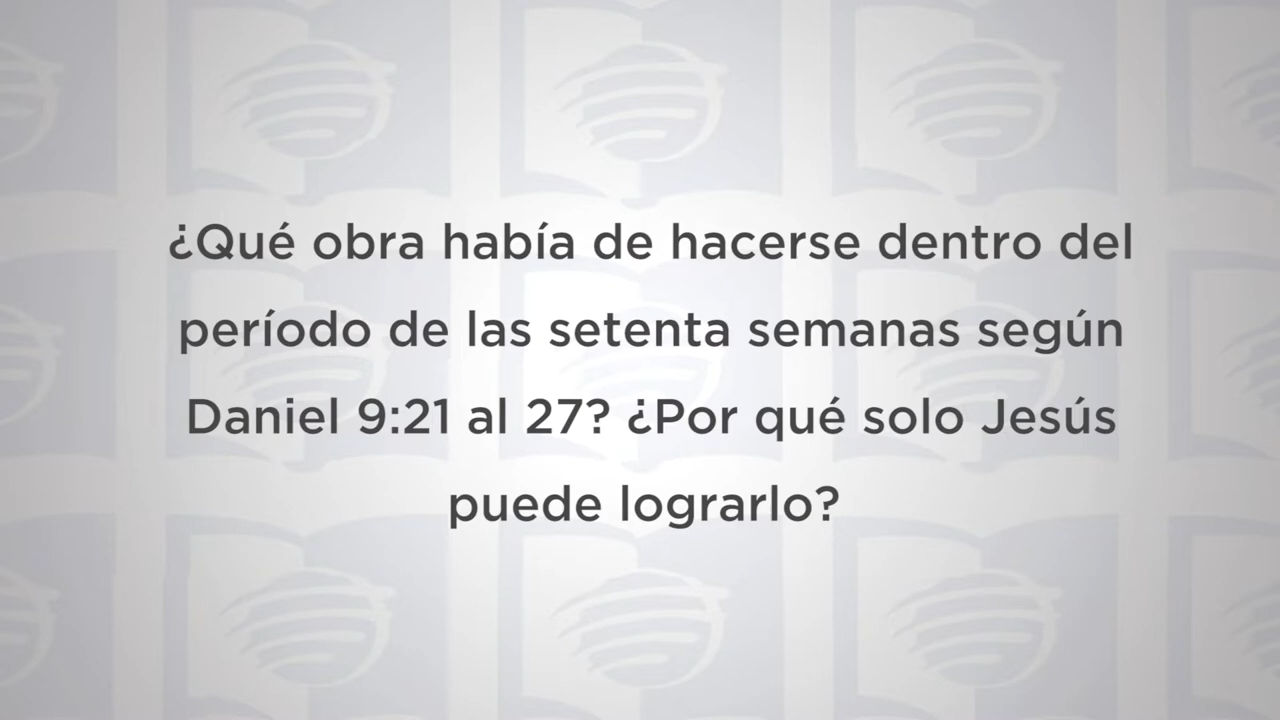 ¿Qué obra había de hacerse dentro del
período de las setenta semanas según
Daniel 9:21 al 27? ¿Por qué solo Jesús
puede lograrlo?